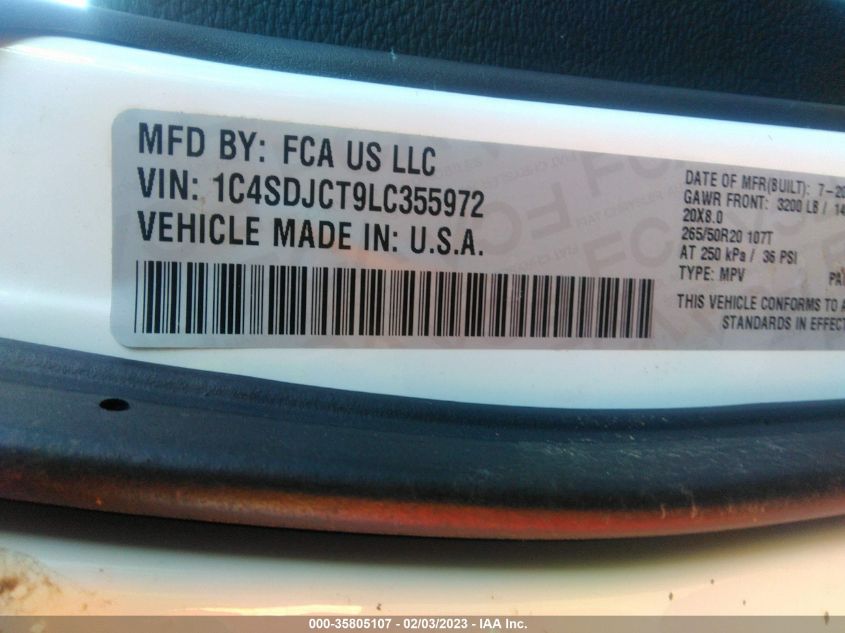 MFD BY: FCA US LLC
VIN: 1C4SDJCT9LC355972
VEHICLE MADE IN: U.S.A.
DATE OF MFR(BUILT): 7-20
GAWR FRONT: 3200 LB / 14
20X8.0
265/50R20 107T
AT 250 kPa / 36 PSI
TYPE: MPV
THIS VEHICLE CONFORMS TO A
STANDARDS IN EFFECT
000-35805107 - 02/03/2023 - IAA Inc.